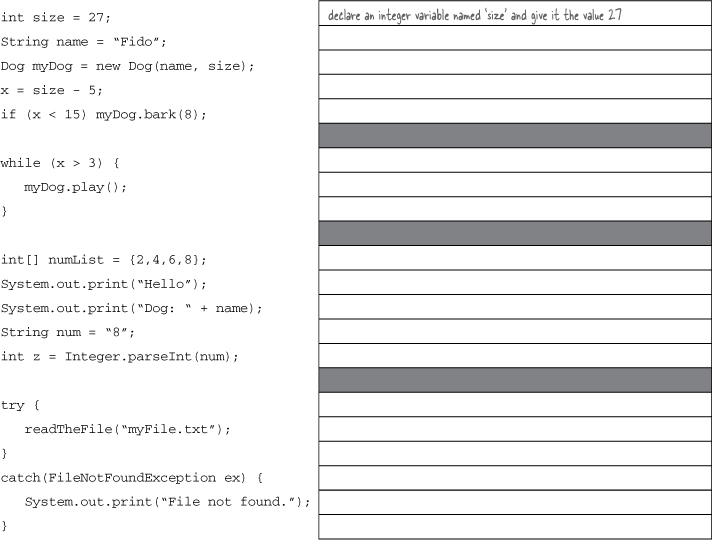 int size = 27; declare an integer variable named ‘size’ and give it the value 27
String name = “Fido”;
Dog myDog = new Dog(name, size);
x = size - 5;
if (x < 15) myDog.bark(8);
while (x > 3) {
myDog.play();
}
int[] numList = {2,4,6,8};
System.out.print(“Hello”);
System.out.print(“Dog: “ + name);
String num = “8”;
int z = Integer.parseInt(num);
try {
readTheFile(“myFile.txt”);
}
catch(FileNotFoundException ex) {
System.out.print(“File not found.”);
}